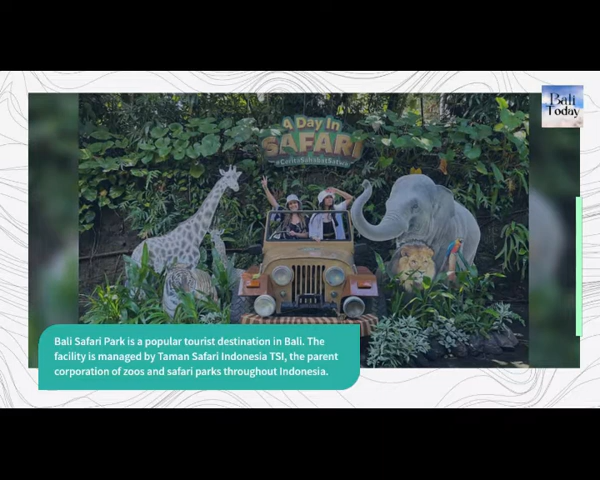 Bali
Today
A Day In
SAFARI
#CeritaSahabatSafari
Bali Safari Park is a popular tourist destination in Bali. The
facility is managed by Taman Safari Indonesia TSI, the parent
corporation of zoos and safari parks throughout Indonesia.